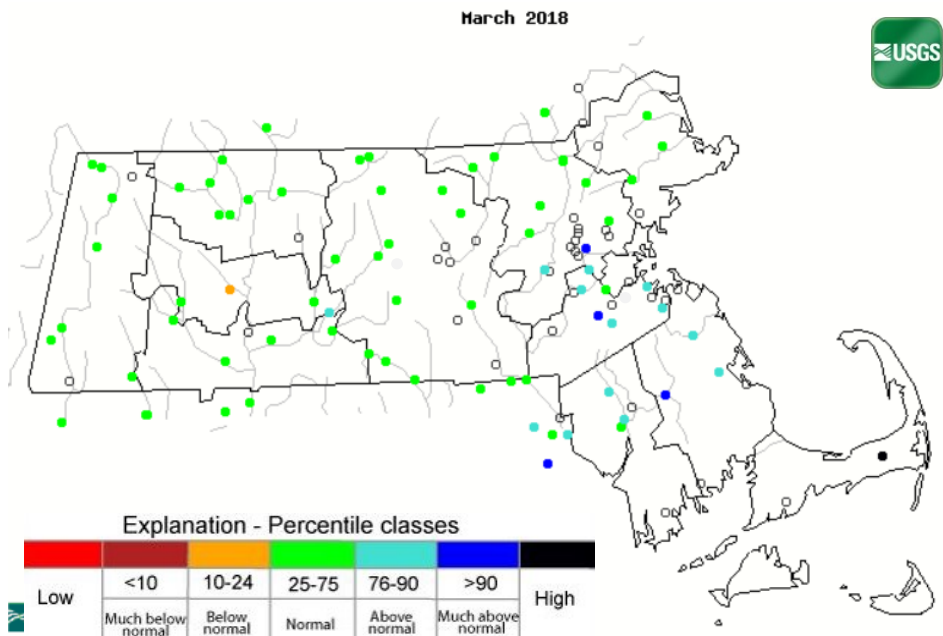 March 2018
USGS
Explanation - Percentile classes
Low
<10
10-24
25-75
76-90
>90
High
Much below
normal
Below
normal
Normal
Above
normal
Much above
normal